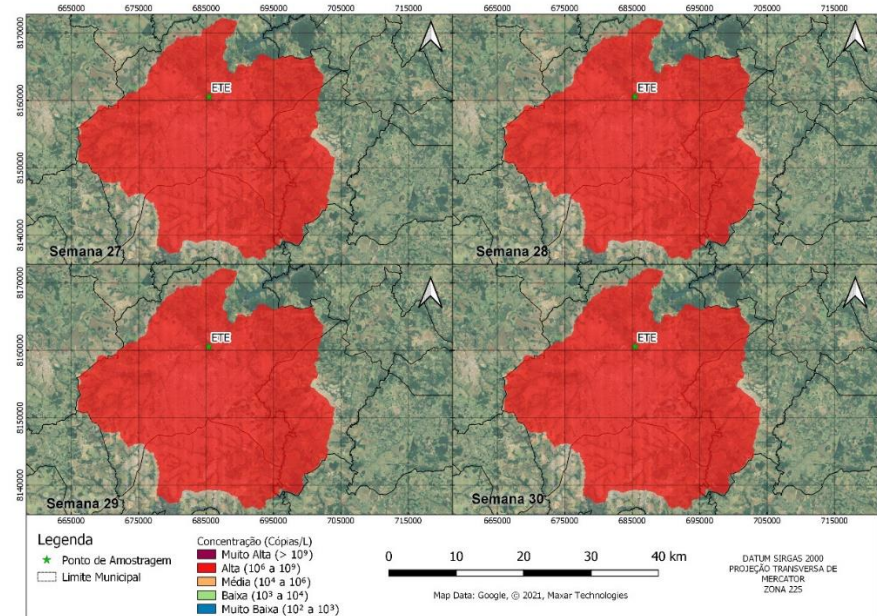 665000 675000 685000 695000 705000 715000 665000 675000 685000 695000 705000 715000
8170000
8160000
8150000
8140000
ETE
Semana 27
ETE
Semana 28
8170000
8160000
8150000
8140000
ETE
Semana 29
ETE
Semana 30
665000 675000 685000 695000 705000 715000 665000 675000 685000 695000 705000 715000
Legenda
Ponto de Amostragem
Limite Municipal
Concentração (Cópias/L)
Muito Alta (> 10⁹)
Alta (10⁶ a 10⁹)
Média (10⁴ a 10⁶)
Baixa (10³ a 10⁴)
Muito Baixa (10² a 10³)
0 10 20 30 40 km
Map Data: Google, © 2021, Maxar Technologies
DATUM SIRGAS 2000
PROJEÇÃO TRANSVERSA DE
MERCATOR
ZONA 22S